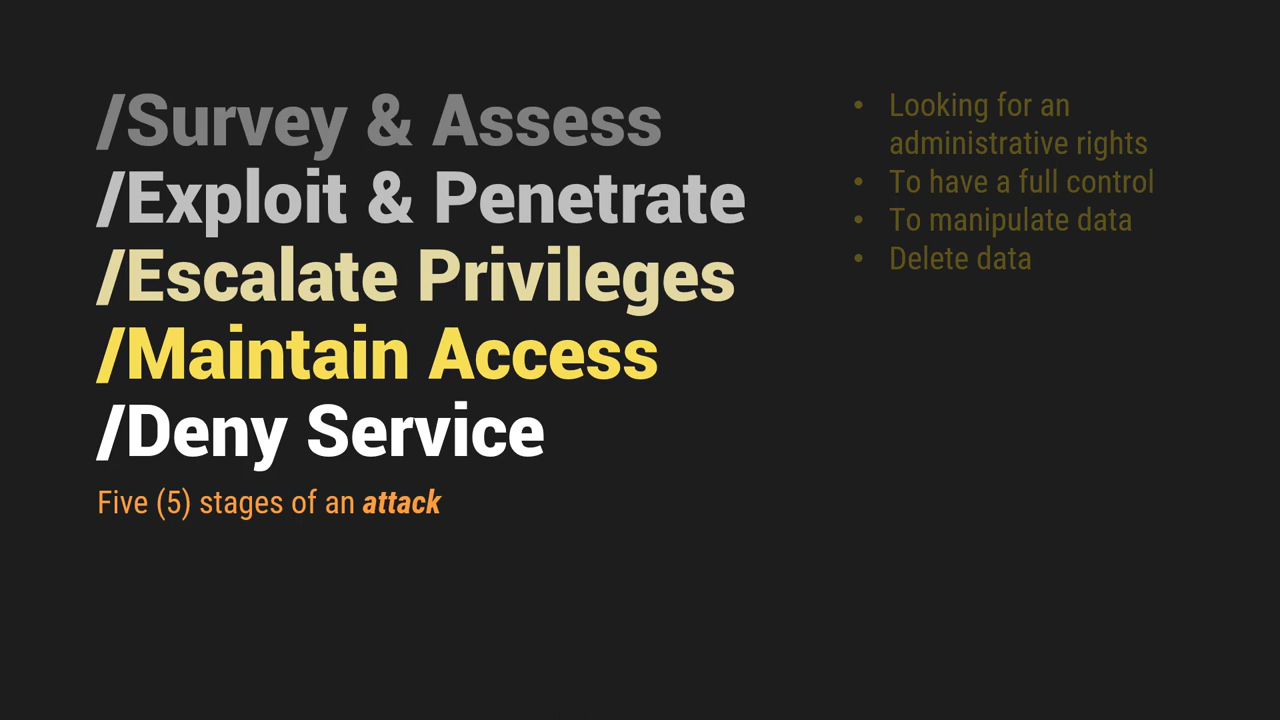 /Survey & Assess
/Exploit & Penetrate
/Escalate Privileges
/Maintain Access
/Deny Service
Five (5) stages of an attack
• Looking for an
administrative rights
• To have a full control
• To manipulate data
• Delete data